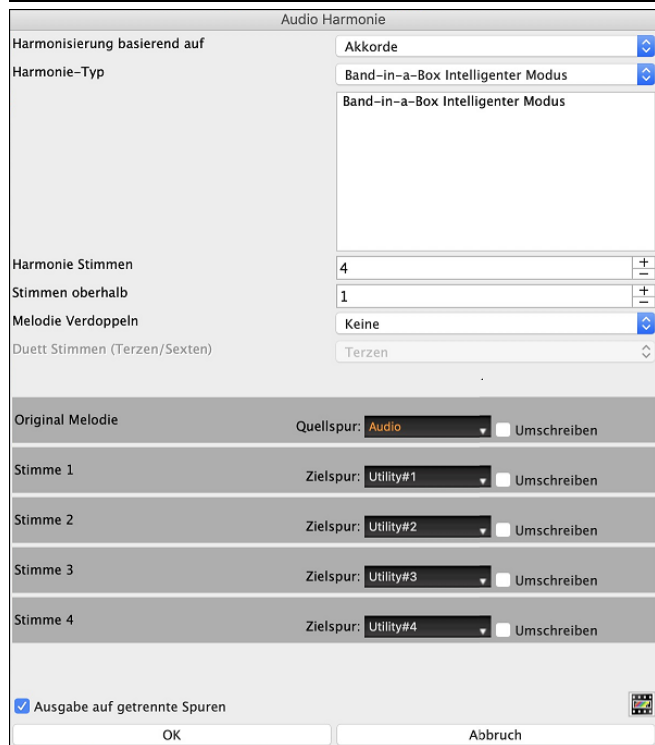 Audio Harmonie
Harmonisierung basierend auf Akkorde
Harmonie-Typ Band-in-a-Box Intelligenter Modus
Band-in-a-Box Intelligenter Modus
Harmonie Stimmen 4 + −
Stimmen oberhalb 1 + −
Melodie Verdoppeln Keine
Duett Stimmen (Terzen/Sexten) Terzen
Original Melodie Quellspur: Audio Umschreiben
Stimme 1 Zielspur: Utility#1 Umschreiben
Stimme 2 Zielspur: Utility#2 Umschreiben
Stimme 3 Zielspur: Utility#3 Umschreiben
Stimme 4 Zielspur: Utility#4 Umschreiben
Ausgabe auf getrennte Spuren
OK Abbruch